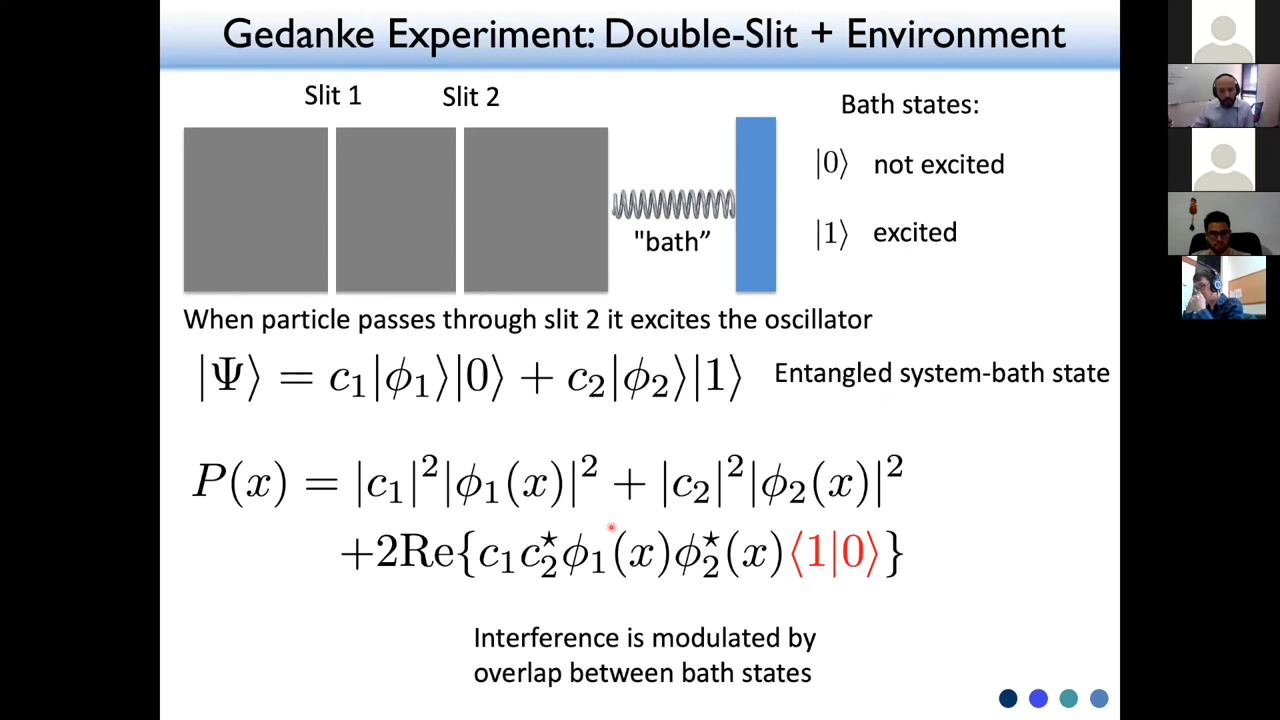 Gedanke Experiment: Double-Slit + Environment
Slit 1 Slit 2
Bath states:
|0⟩ not excited
"bath”
|1⟩ excited
When particle passes through slit 2 it excites the oscillator
|Ψ⟩ = c₁|ϕ₁⟩|0⟩ + c₂|ϕ₂⟩|1⟩ Entangled system-bath state
P(x) = |c₁|²|ϕ₁(x)|² + |c₂|²|ϕ₂(x)|²
+2Re{c₁c₂*ϕ₁(x)ϕ₂*(x)⟨1|0⟩}
Interference is modulated by
overlap between bath states